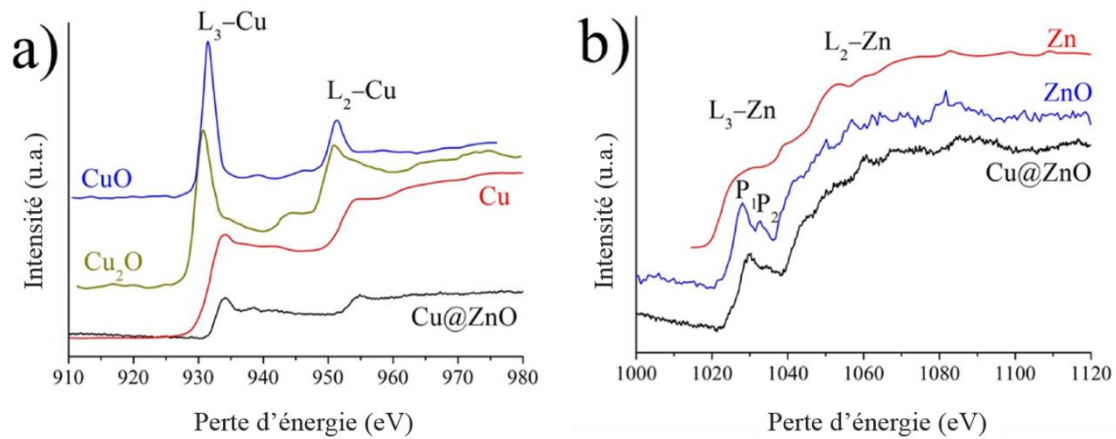 a)
L₃–Cu
L₂–Cu
CuO
Cu
Cu₂O
Cu@ZnO
Intensité (u.a.)
910 920 930 940 950 960 970 980
Perte d’énergie (eV)
b)
L₂–Zn
Zn
L₃–Zn
ZnO
Cu@ZnO
P₁ P₂
Intensité (u.a.)
1000 1020 1040 1060 1080 1100 1120
Perte d’énergie (eV)